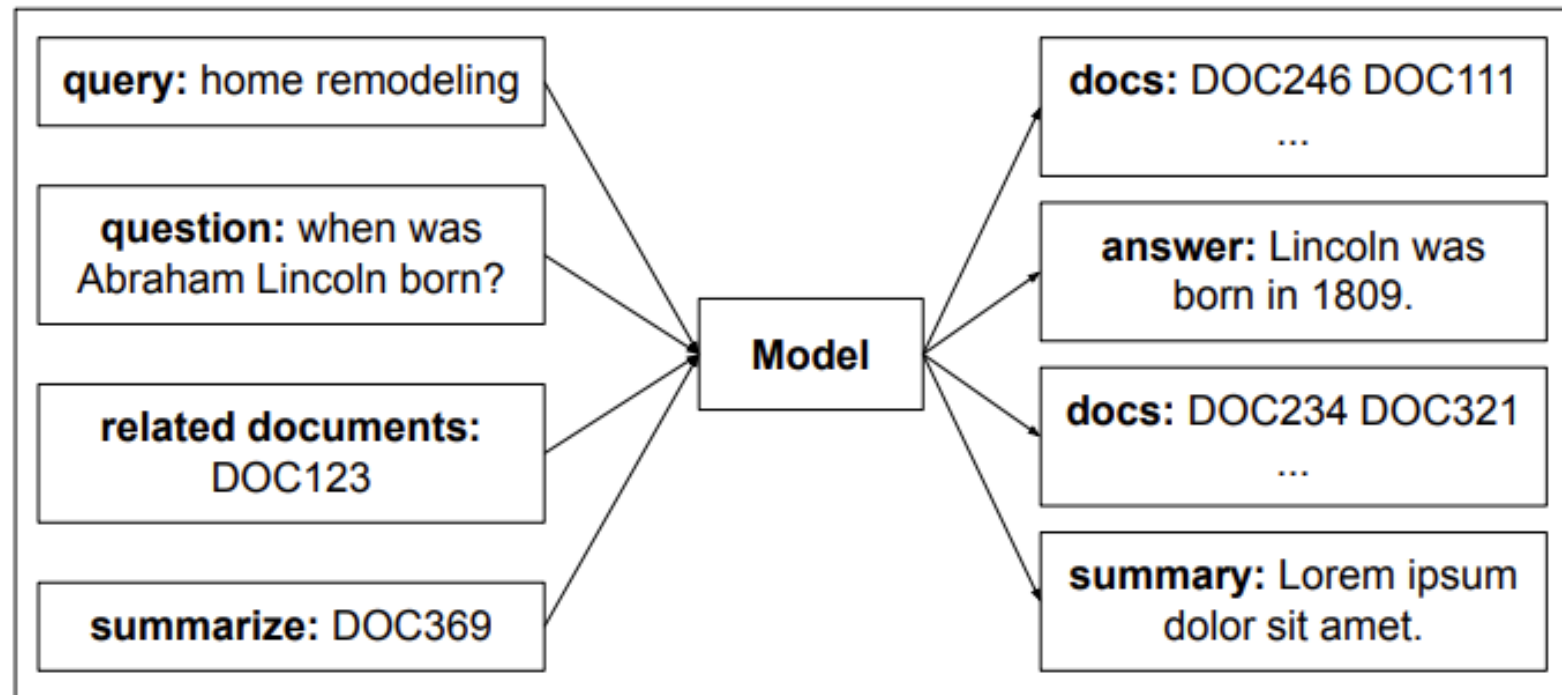 query: home remodeling
question: when was
Abraham Lincoln born?
related documents:
DOC123
summarize: DOC369
Model
docs: DOC246 DOC111
...
answer: Lincoln was
born in 1809.
docs: DOC234 DOC321
...
summary: Lorem ipsum
dolor sit amet.